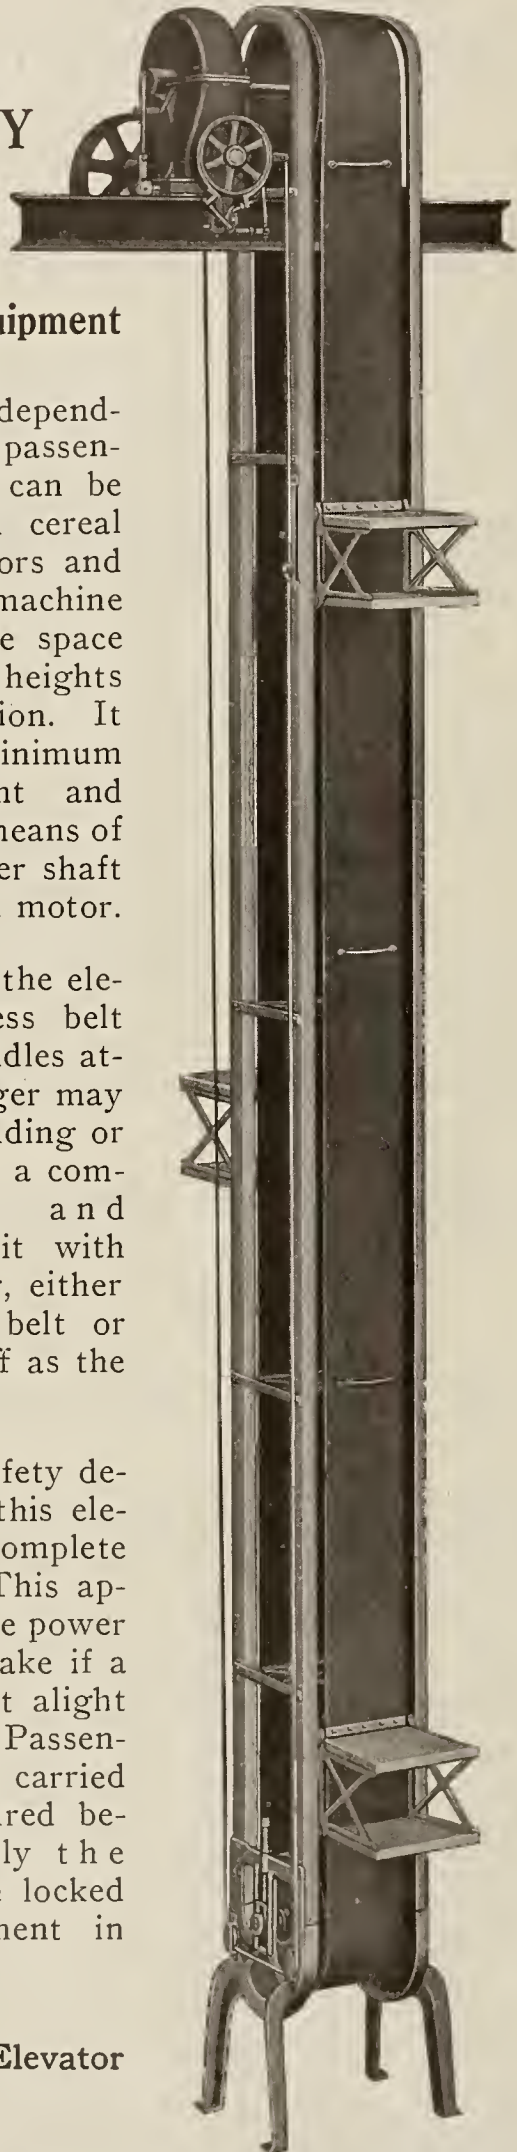 Y
uipment
depend-
passen-
can be
cereal
ors and
machine
e space
heights
ion. It
inimum
nt and
means of
er shaft
motor.
the ele-
ess belt
dles at-
ger may
ding or
a com-
and
it with
, either
belt or
ff as the
fety de-
this ele-
omplete
This ap-
e power
ake if a
t alight
Passen-
carried
red be-
ly the
locked
ment in
Elevator